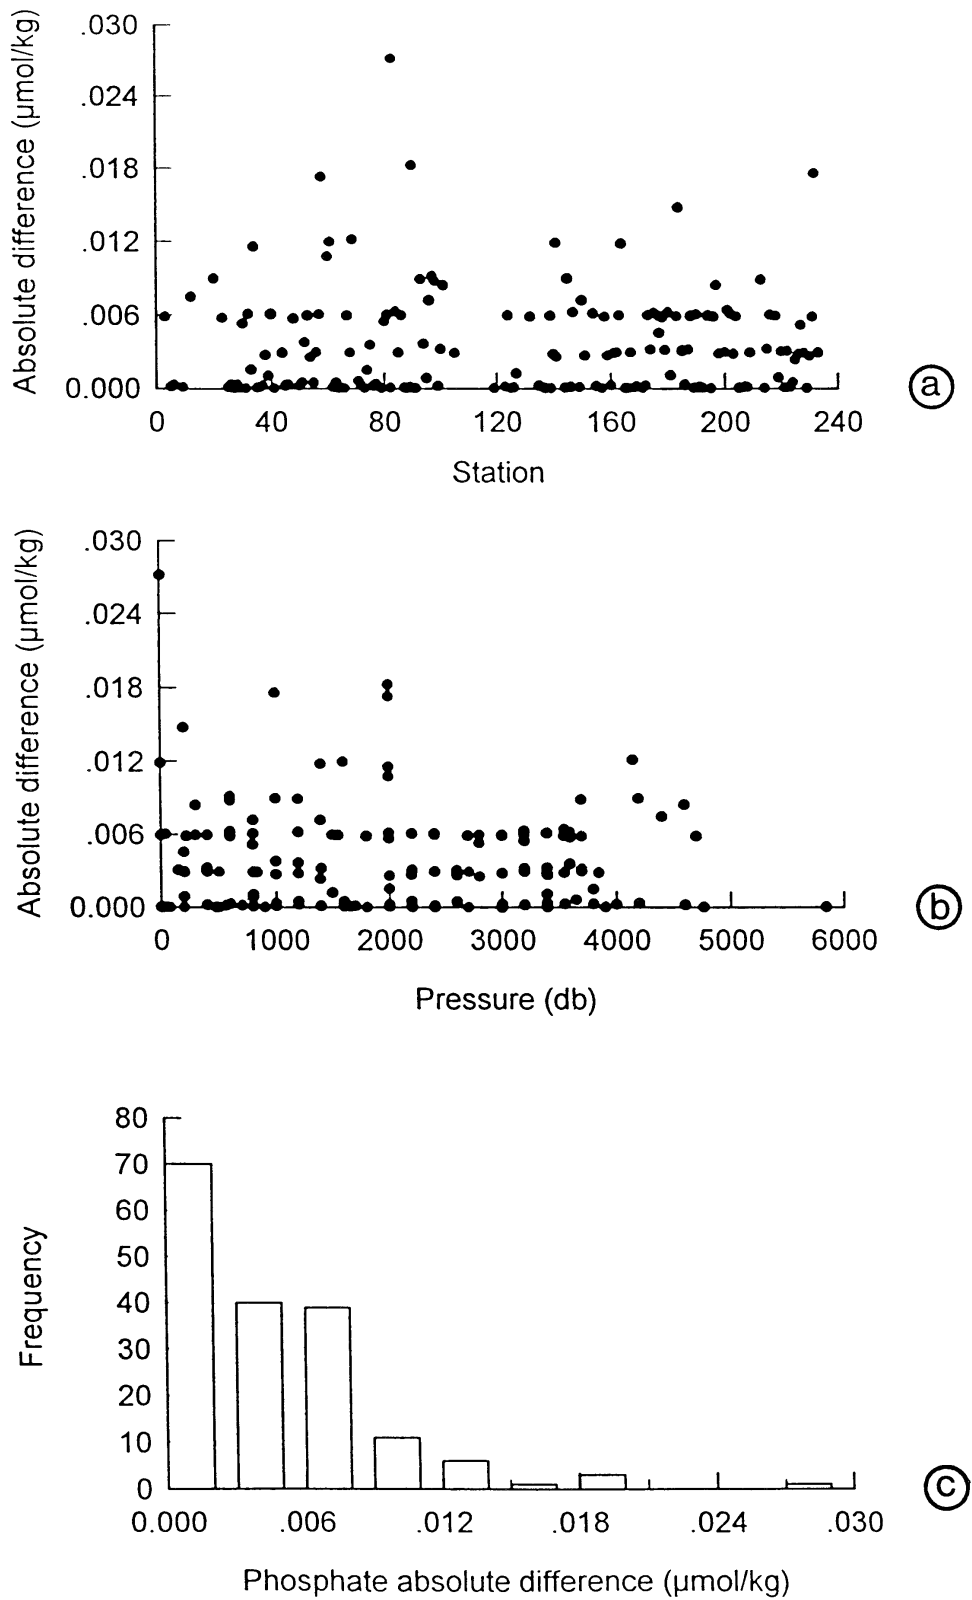 Absolute difference (µmol/kg)
.030
.024
.018
.012
.006
0.000
0 40 80 120 160 200 240
Station
a
Absolute difference (µmol/kg)
.030
.024
.018
.012
.006
0.000
0 1000 2000 3000 4000 5000 6000
Pressure (db)
b
Frequency
80
70
60
50
40
30
20
10
0
0.000 .006 .012 .018 .024 .030
Phosphate absolute difference (µmol/kg)
c